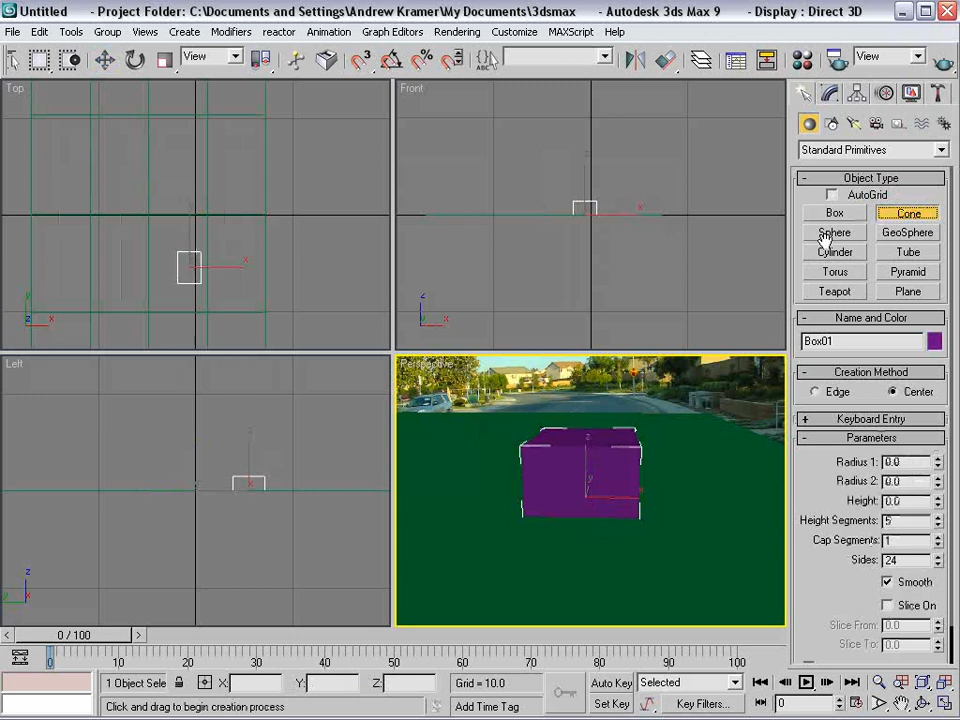 Untitled - Project Folder: C:\Documents and Settings\Andrew Kramer\My Documents\3dsmax - Autodesk 3ds Max 9 - Display : Direct 3D
File Edit Tools Group Views Create Modifiers reactor Animation Graph Editors Rendering Customize MAXScript Help
View
View
Top
Front
Left
Perspective
Standard Primitives
Object Type
AutoGrid
Box Cone
Sphere GeoSphere
Cylinder Tube
Torus Pyramid
Teapot Plane
Name and Color
Box01
Creation Method
Edge Center
Keyboard Entry
Parameters
Radius 1: 0.0
Radius 2: 0.0
Height: 0.0
Height Segments: 5
Cap Segments: 1
Sides: 24
Smooth
Slice On
Slice From: 0.0
Slice To: 0.0
0 / 100
0 10 20 30 40 50 60 70 80 90 100
1 Object Sele X: Y: Z: Grid = 10.0 Auto Key Selected
Click and drag to begin creation process Add Time Tag Set Key Key Filters... 0